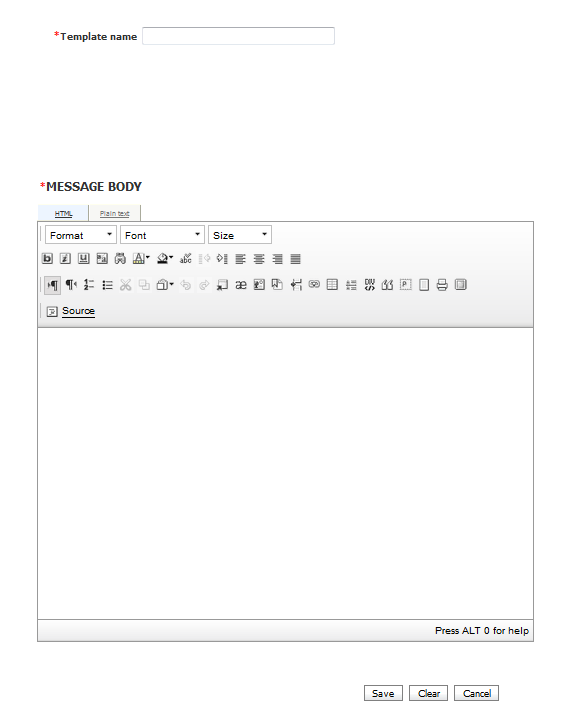 *Template name
*MESSAGE BODY
HTML Plain text
Format Font Size
Source
Press ALT 0 for help
Save Clear Cancel